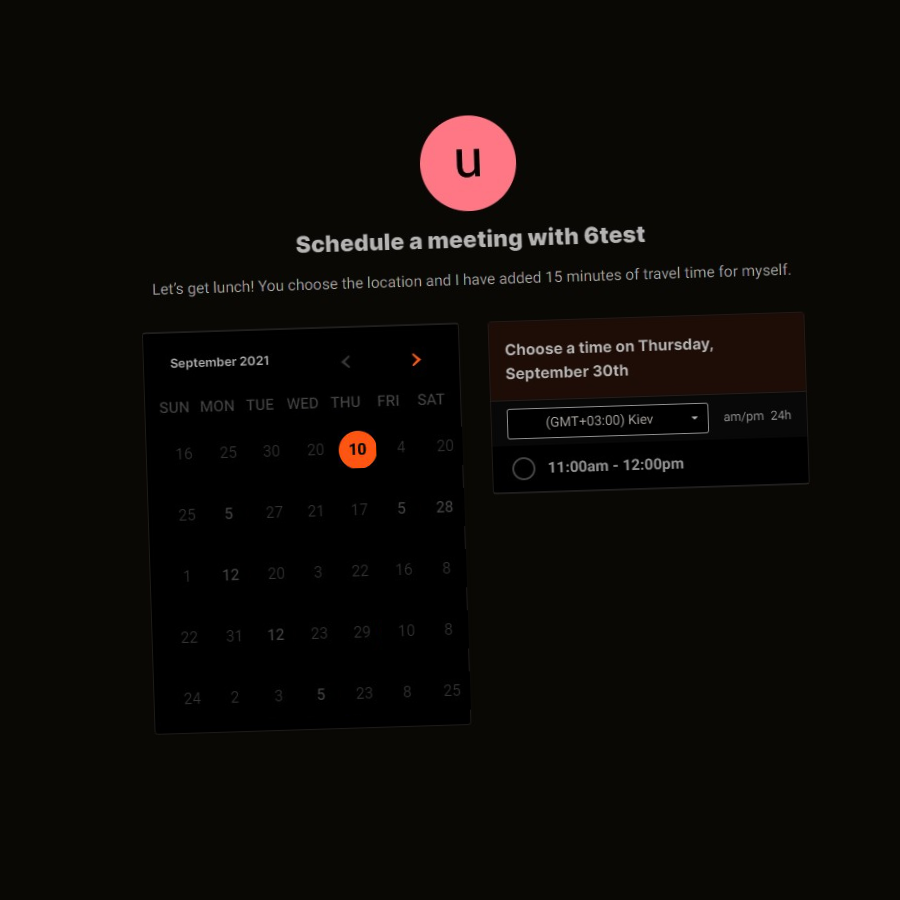 u
Schedule a meeting with 6test
Let's get lunch! You choose the location and I have added 15 minutes of travel time for myself.
September 2021
SUN MON TUE WED THU FRI SAT
16 25 30 20 10 4 20
25 5 27 21 17 5 28
1 12 20 3 22 16 8
22 31 12 23 29 10 8
24 2 3 5 23 8 25
Choose a time on Thursday,
September 30th
(GMT+03:00) Kiev am/pm 24h
11:00am - 12:00pm